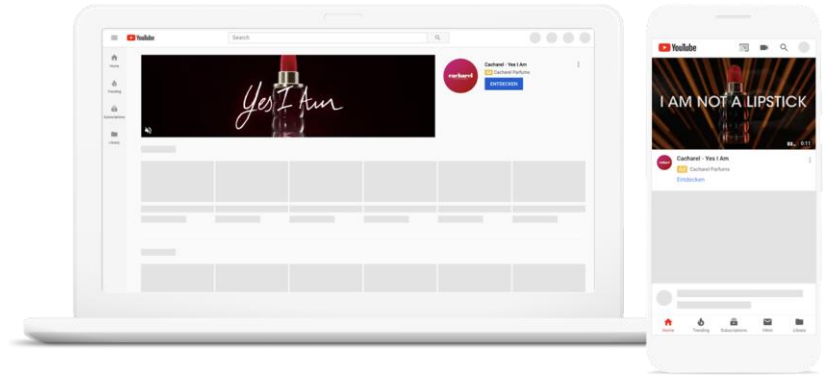 YouTube
Search
Home
Trending
Subscriptions
Library
Yes I Am
cacharel
Cacharel - Yes I Am
Ad Cacharel Parfums
ENTDECKEN
YouTube
I AM NOT A LIPSTICK
0:11
Cacharel - Yes I Am
Ad Cacharel Parfums
Entdecken
Home Trending Subscriptions Inbox Library